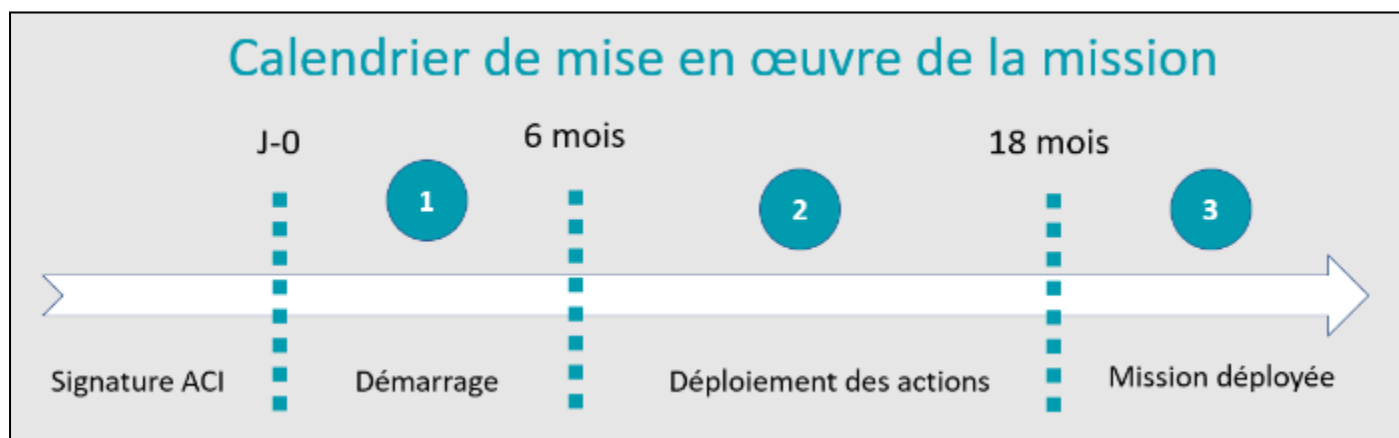 Calendrier de mise en œuvre de la mission
J-0
6 mois
18 mois
1
2
3
Signature ACI
Démarrage
Déploiement des actions
Mission déployée